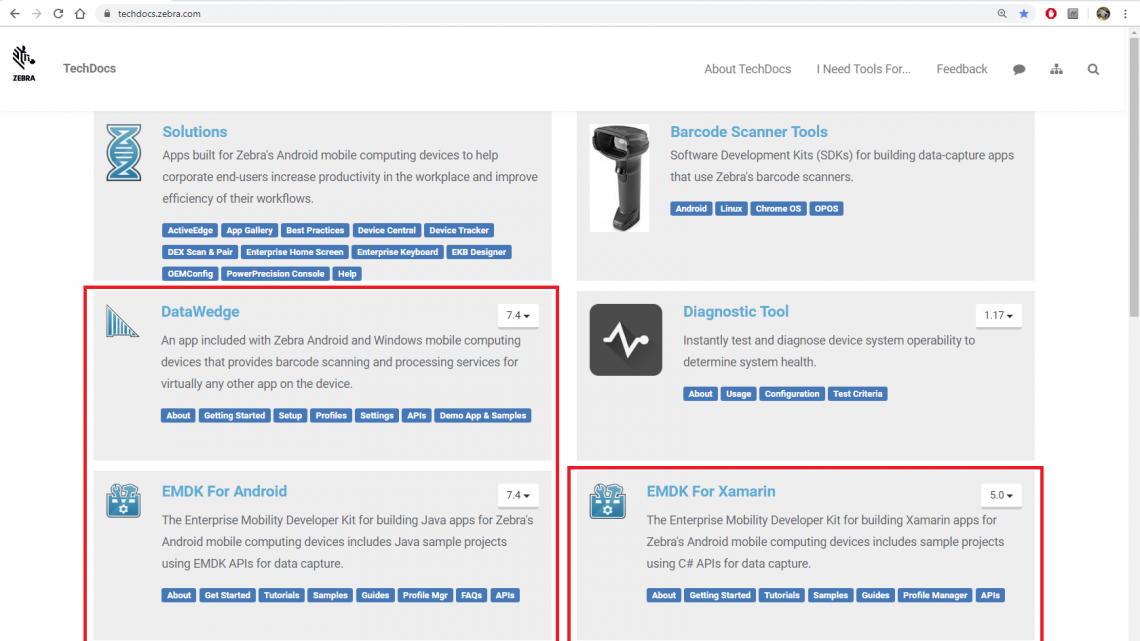 techdocs.zebra.com
ZEBRA
TechDocs
About TechDocs
I Need Tools For...
Feedback
Solutions
Apps built for Zebra's Android mobile computing devices to help
corporate end-users increase productivity in the workplace and improve
efficiency of their workflows.
ActiveEdge App Gallery Best Practices Device Central Device Tracker
DEX Scan & Pair Enterprise Home Screen Enterprise Keyboard EKB Designer
OEMConfig PowerPrecision Console Help
Barcode Scanner Tools
Software Development Kits (SDKs) for building data-capture apps
that use Zebra's barcode scanners.
Android Linux Chrome OS OPOS
DataWedge
7.4
An app included with Zebra Android and Windows mobile computing
devices that provides barcode scanning and processing services for
virtually any other app on the device.
About Getting Started Setup Profiles Settings APIs Demo App & Samples
Diagnostic Tool
1.17
Instantly test and diagnose device system operability to
determine system health.
About Usage Configuration Test Criteria
EMDK For Android
7.4
The Enterprise Mobility Developer Kit for building Java apps for Zebra's
Android mobile computing devices includes Java sample projects
using EMDK APIs for data capture.
About Get Started Tutorials Samples Guides Profile Mgr FAQs APIs
EMDK For Xamarin
5.0
The Enterprise Mobility Developer Kit for building Xamarin apps for
Zebra's Android mobile computing devices includes sample projects
using C# APIs for data capture.
About Getting Started Tutorials Samples Guides Profile Manager APIs